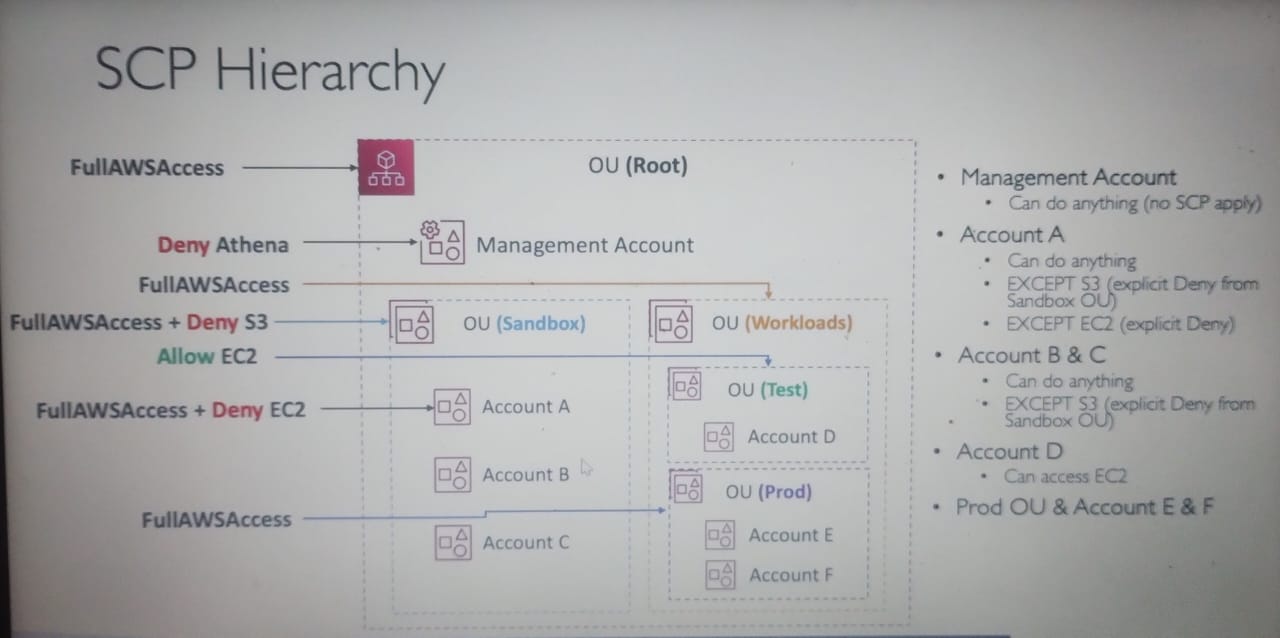 SCP Hierarchy
FullAWSAccess
OU (Root)
Deny Athena
Management Account
FullAWSAccess
FullAWSAccess + Deny S3
OU (Sandbox)
OU (Workloads)
Allow EC2
OU (Test)
FullAWSAccess + Deny EC2
Account A
Account D
Account B
OU (Prod)
FullAWSAccess
Account C
Account E
Account F
• Management Account
• Can do anything (no SCP apply)
• Account A
• Can do anything
• EXCEPT S3 (explicit Deny from
Sandbox OU)
• EXCEPT EC2 (explicit Deny)
• Account B & C
• Can do anything
• EXCEPT S3 (explicit Deny from
Sandbox OU)
• Account D
• Can access EC2
• Prod OU & Account E & F